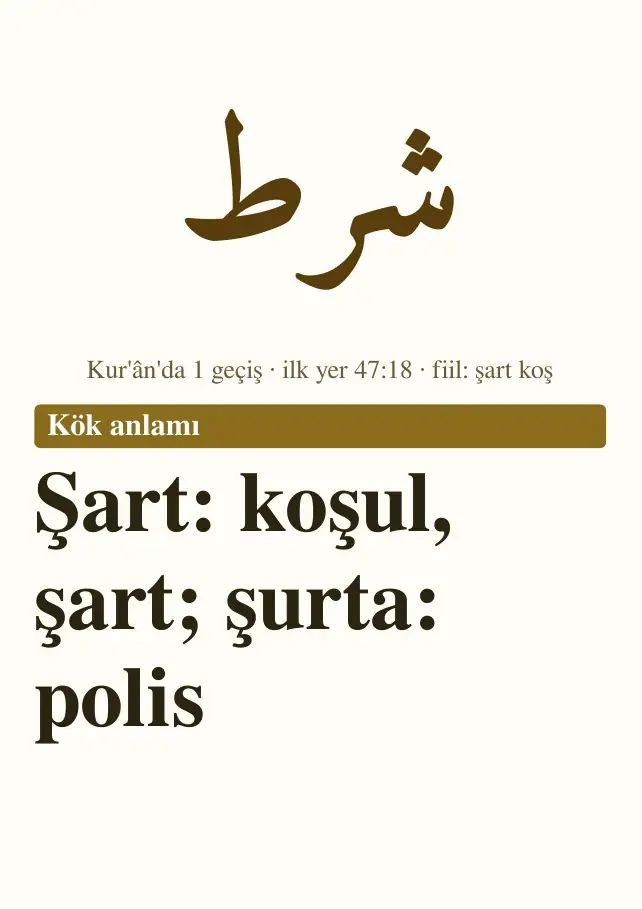 شرط
Kur'ân'da 1 geçiş · ilk yer 47:18 · fiil: şart koş
Kök anlamı
Şart: koşul,
şart; şurta:
polis